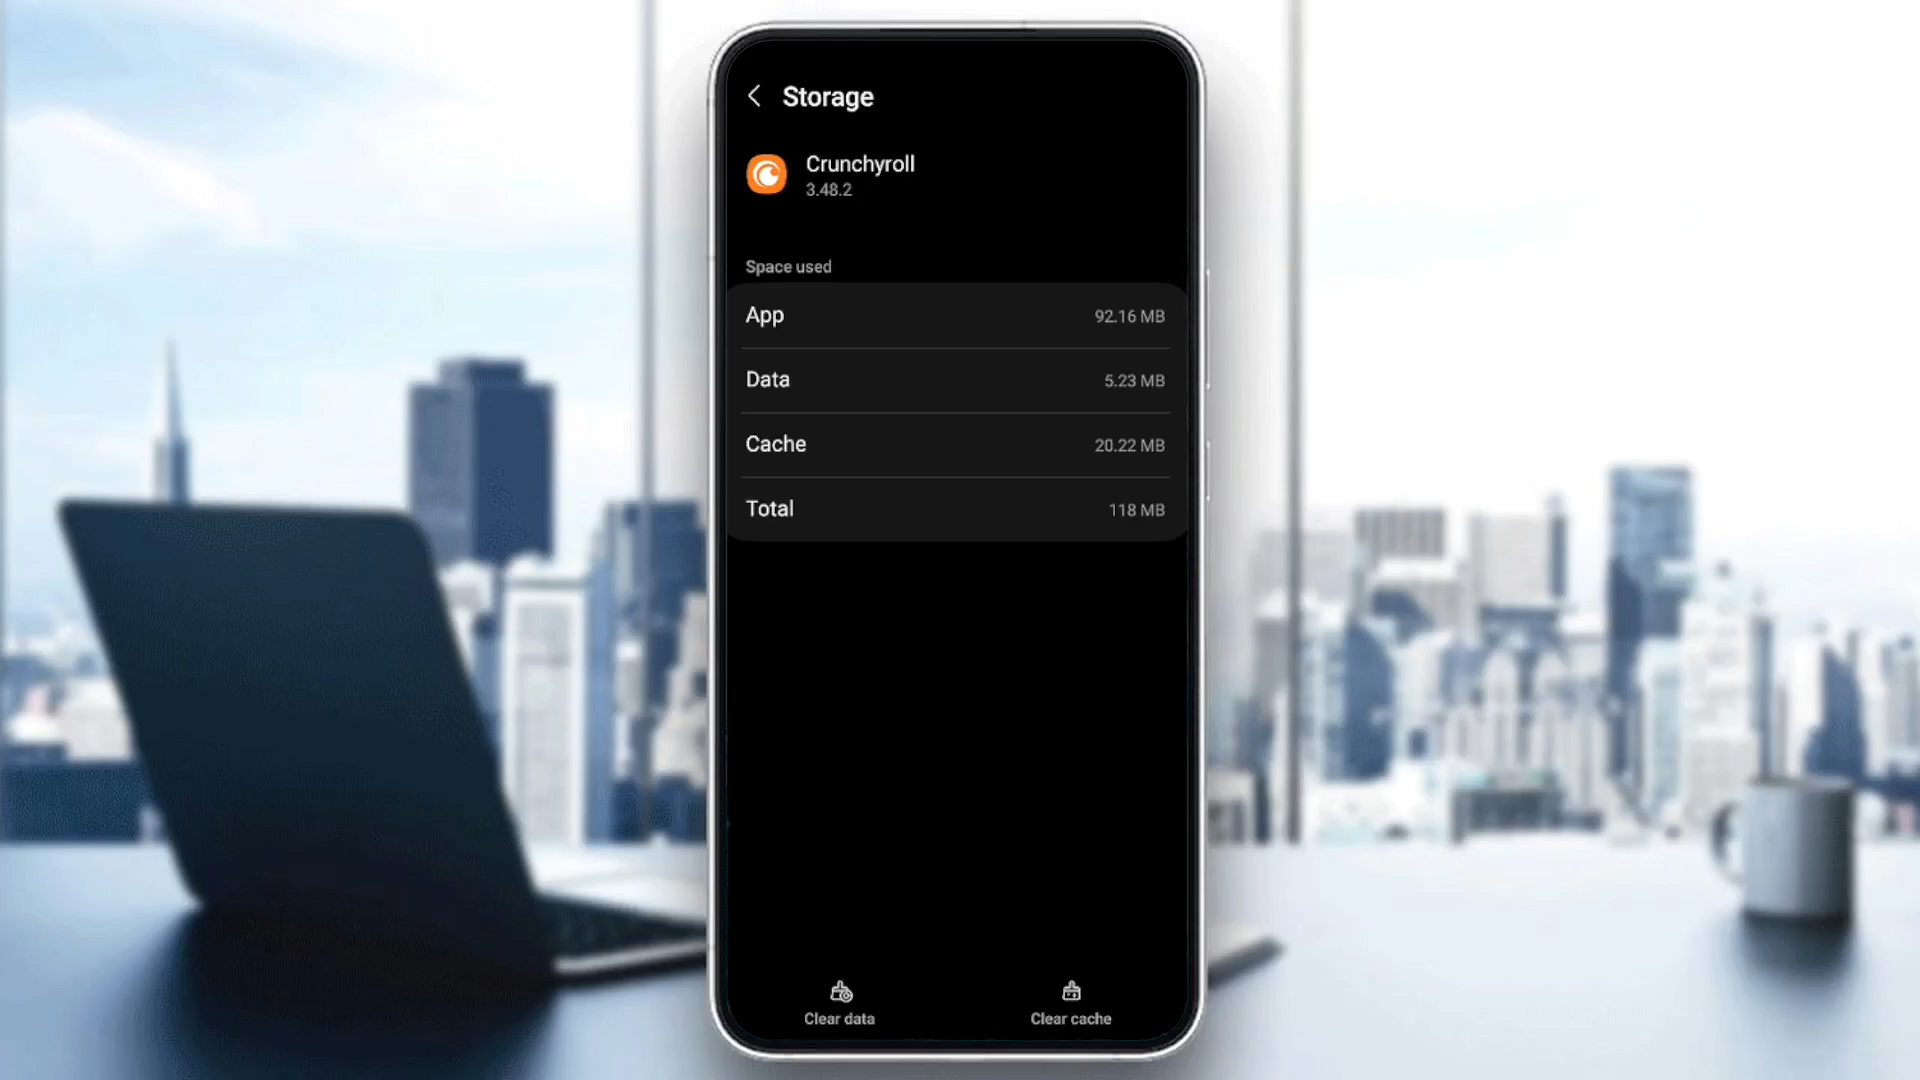 Storage
Crunchyroll
3.48.2
Space used
App 92.16 MB
Data 5.23 MB
Cache 20.22 MB
Total 118 MB
Clear data Clear cache